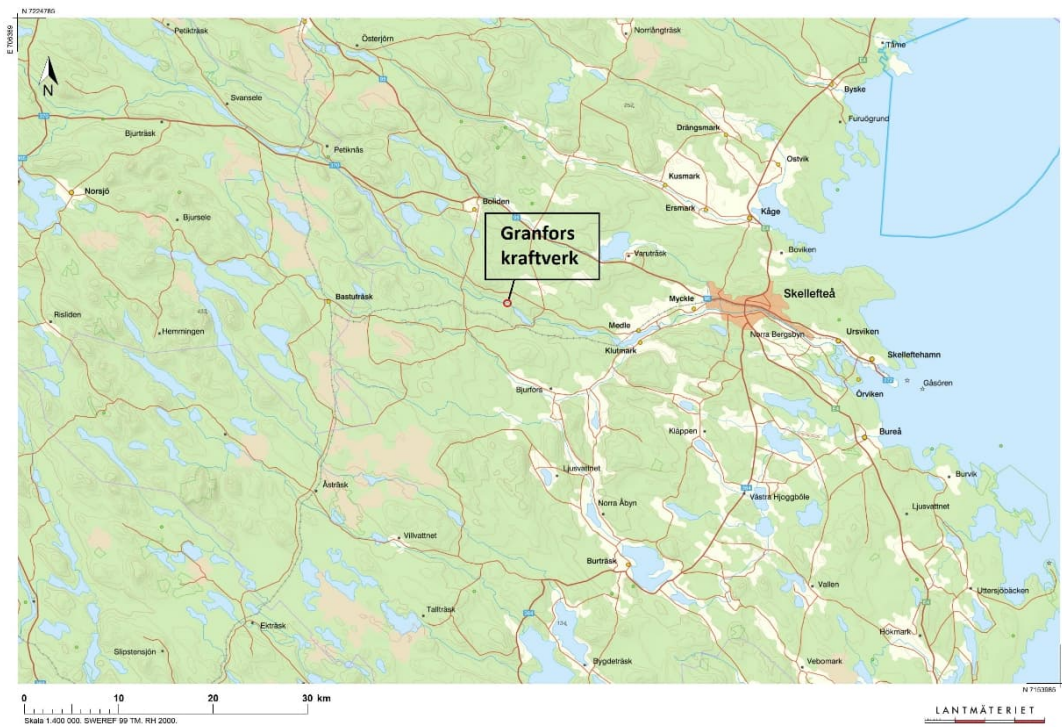 N 7224785
E 706389
N
Petikträsk
Österjörn
Norrlångträsk
Tåme
Byske
Svansele
Furuögrund
Bjurträsk
Drängsmark
Petiknäs
Ostvik
Kusmark
Norsjö
Boliden
Ersmark
Kåge
Bjursele
Granfors
kraftverk
Varuträsk
Boviken
Skellefteå
Bastuträsk
Myckle
Risliden
Hemmingen
Medle
Norra Bergsbyn
Ursviken
Klutmark
Skelleftehamn
Gåsören
Örviken
Bjurfors
Kläppen
Bureå
Ljusvattnet
Burvik
Åsträsk
Västra Hjoggböle
Norra Åbyn
Ljusvattnet
Villvattnet
Burträsk
Vallen
Uttersjöbäcken
Tallträsk
Ekträsk
Hökmark
Slipstensjön
Bygdeträsk
Vebomark
N 7153985
0 10 20 30 km
Skala 1:400 000. SWEREF 99 TM. RH 2000.
LANTMÄTERIET